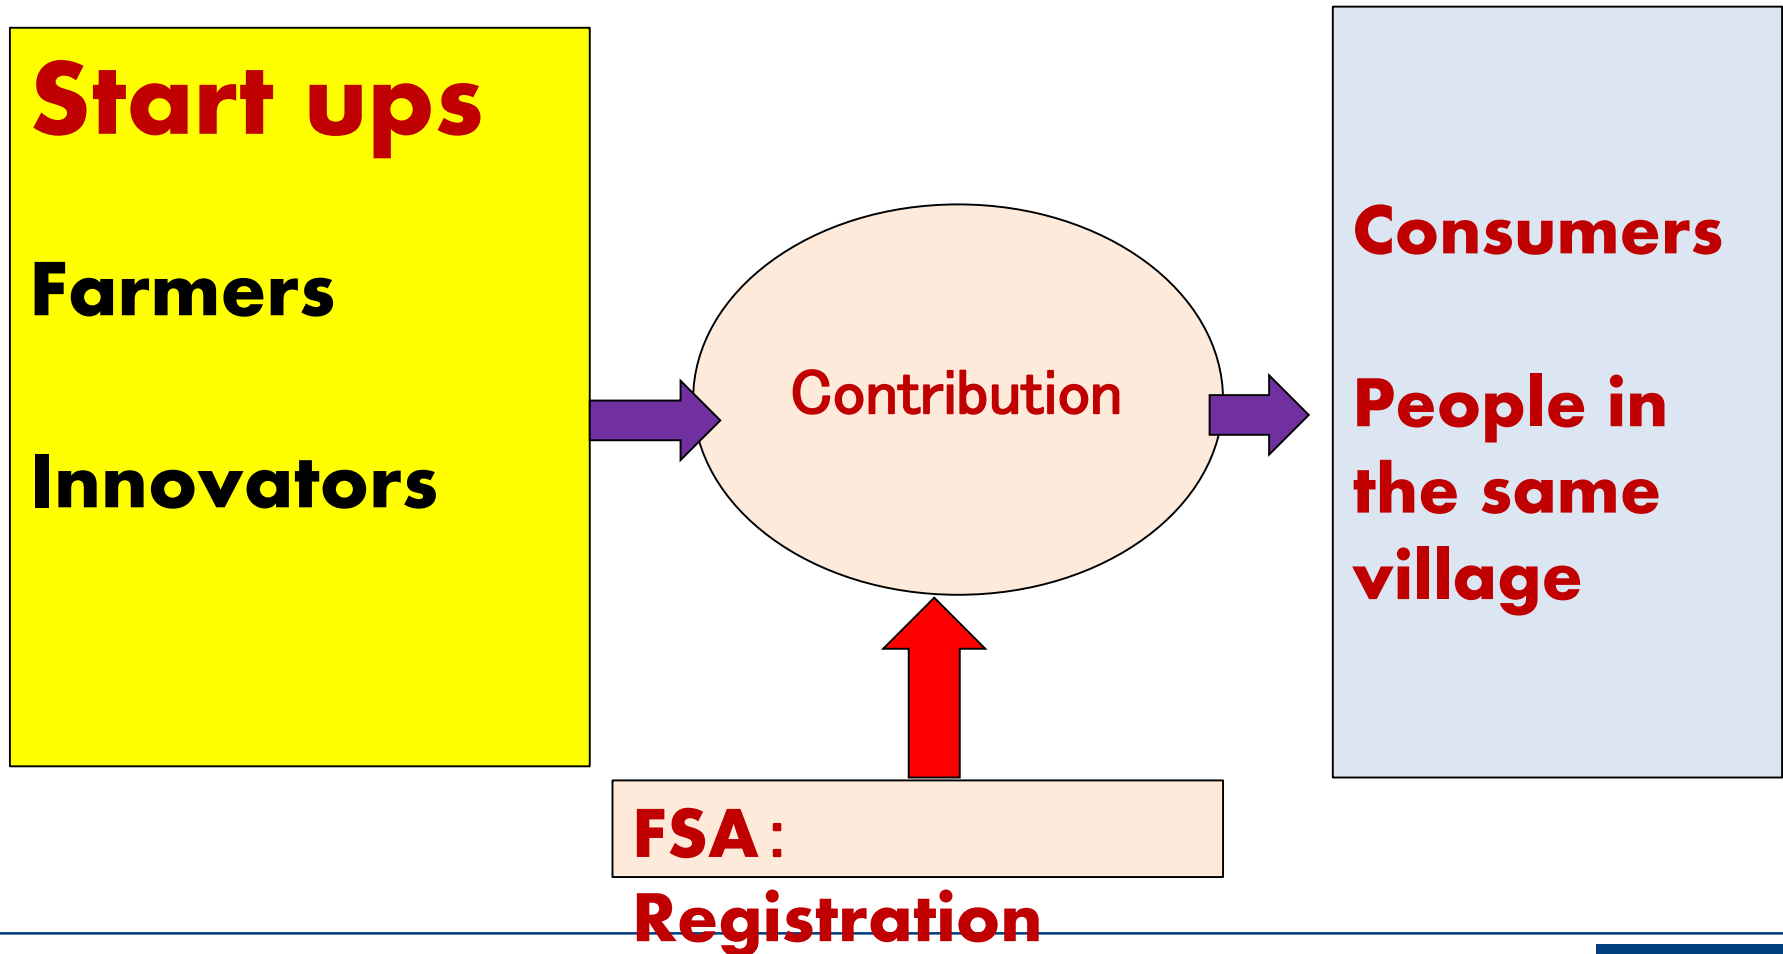 Start ups
Farmers
Innovators
Contribution
Consumers
People in
the same
village
FSA：
Registration